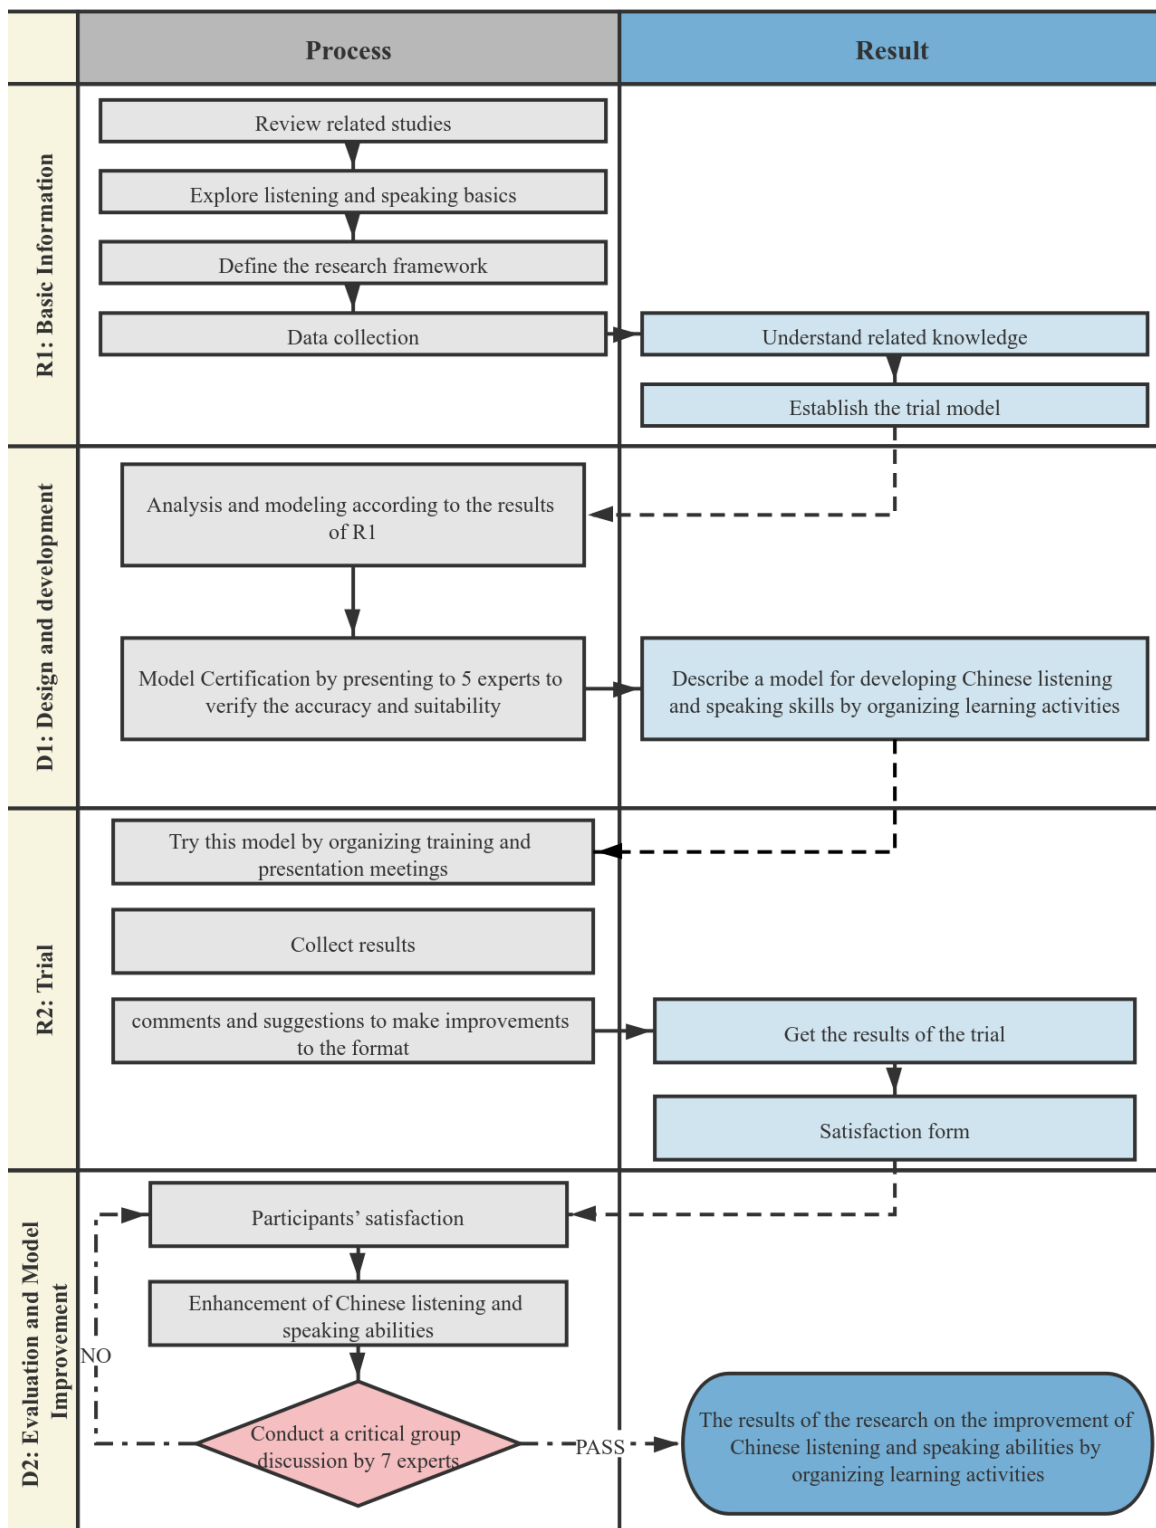 Process
Result
R1: Basic Information
Review related studies
Explore listening and speaking basics
Define the research framework
Data collection
Understand related knowledge
Establish the trial model
D1: Design and development
Analysis and modeling according to the results
of R1
Model Certification by presenting to 5 experts to
verify the accuracy and suitability
Describe a model for developing Chinese listening
and speaking skills by organizing learning activities
R2: Trial
Try this model by organizing training and
presentation meetings
Collect results
comments and suggestions to make improvements
to the format
Get the results of the trial
Satisfaction form
D2: Evaluation and Model
Improvement
Participants’ satisfaction
Enhancement of Chinese listening and
speaking abilities
NO
Conduct a critical group
discussion by 7 experts
PASS
The results of the research on the improvement of
Chinese listening and speaking abilities by
organizing learning activities